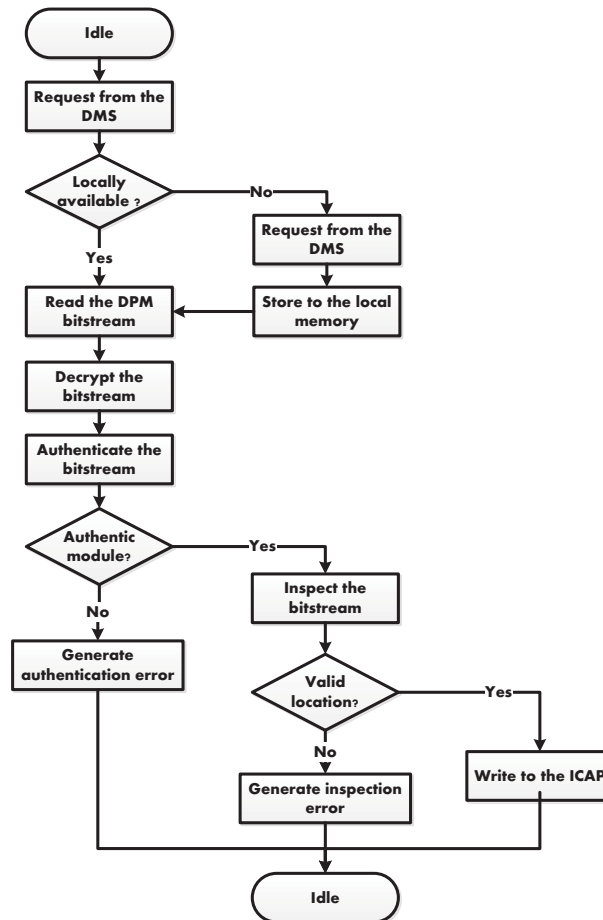 Idle
Request from the
DMS
Locally
available ?
No
Request from the
DMS
Yes
Read the DPM
bitstream
Store to the local
memory
Decrypt the
bitstream
Authenticate the
bitstream
Authentic
module?
Yes
Inspect the
bitstream
No
Generate
authentication error
Valid
location?
Yes
No
Generate inspection
error
Write to the ICAP
Idle